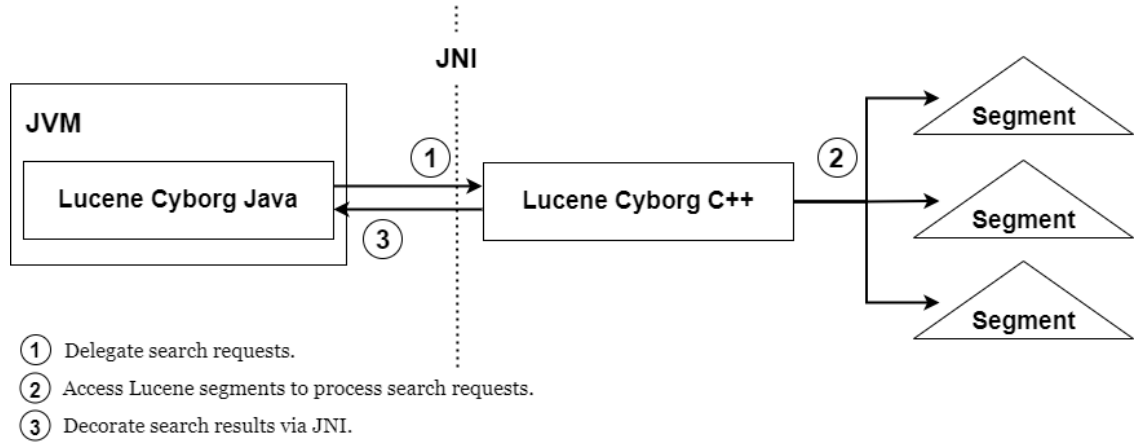 JNI
JVM
Lucene Cyborg Java
1
3
Lucene Cyborg C++
2
Segment
Segment
Segment
1 Delegate search requests.
2 Access Lucene segments to process search requests.
3 Decorate search results via JNI.